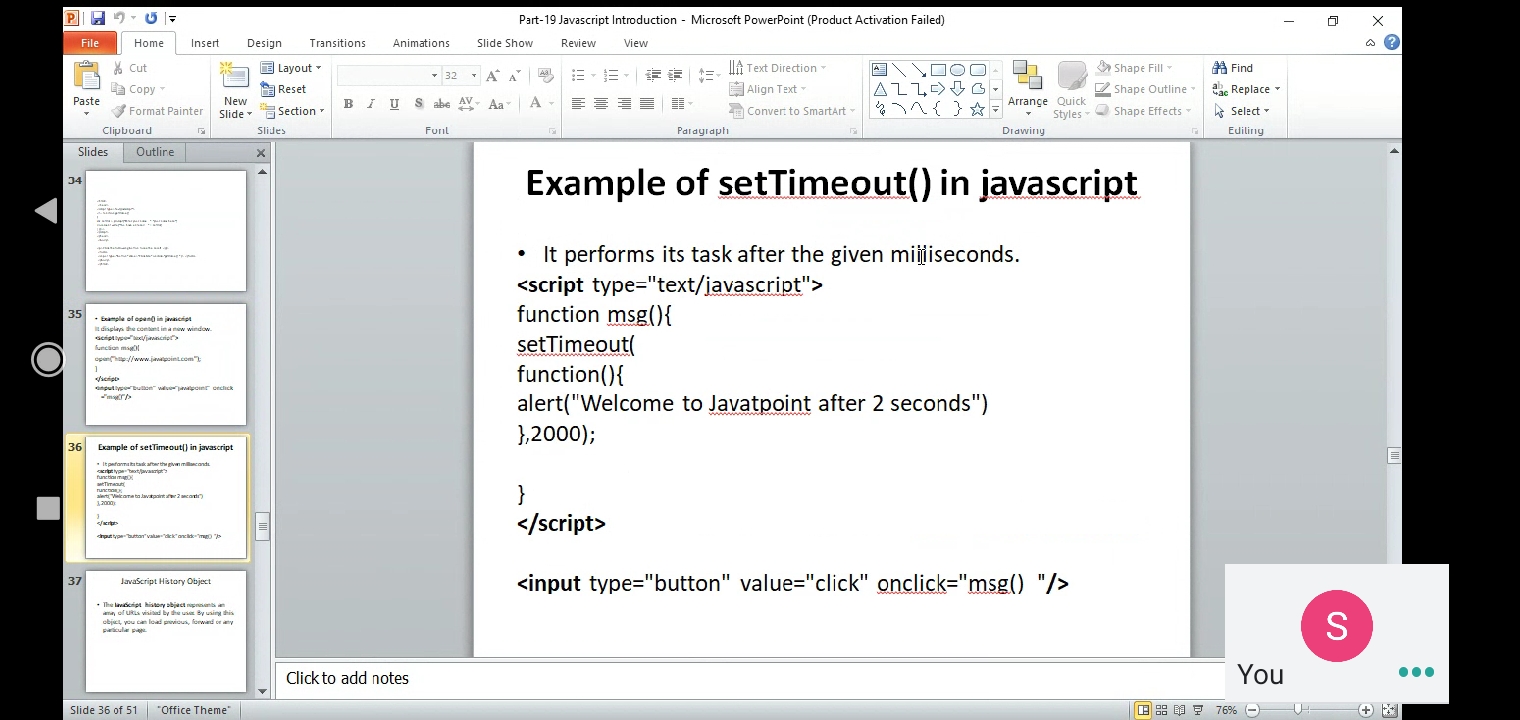 Part-19 Javascript Introduction - Microsoft PowerPoint (Product Activation Failed)
File Home Insert Design Transitions Animations Slide Show Review View
Cut
Copy
Format Painter
Paste
Clipboard
New Slide
Layout
Reset
Section
Slides
32
B I U S abc AV Aa A
Font
Text Direction
Align Text
Convert to SmartArt
Paragraph
Arrange
Quick Styles
Shape Fill
Shape Outline
Shape Effects
Drawing
Find
Replace
Select
Editing
Slides Outline
34
35
• Example of open() in javascript
It displays the content in a new window.
<script type="text/javascript">
function msg(){
open("http://www.javatpoint.com");
}
</script>
<input type="button" value="javatpoint" onclick
="msg()"/>
36
Example of setTimeout() in javascript
• It performs its task after the given milliseconds.
<script type="text/javascript">
function msg(){
setTimeout(
function(){
alert("Welcome to Javatpoint after 2 seconds")
},2000);
}
</script>
<input type="button" value="click" onclick="msg() "/>
37
JavaScript History Object
• The JavaScript history object represents an
array of URLs visited by the user. By using this
object, you can load previous, forward or any
particular page.
Example of setTimeout() in javascript
• It performs its task after the given milliseconds.
<script type="text/javascript">
function msg(){
setTimeout(
function(){
alert("Welcome to Javatpoint after 2 seconds")
},2000);
}
</script>
<input type="button" value="click" onclick="msg() "/>
Click to add notes
S
You
Slide 36 of 51 "Office Theme" 76%